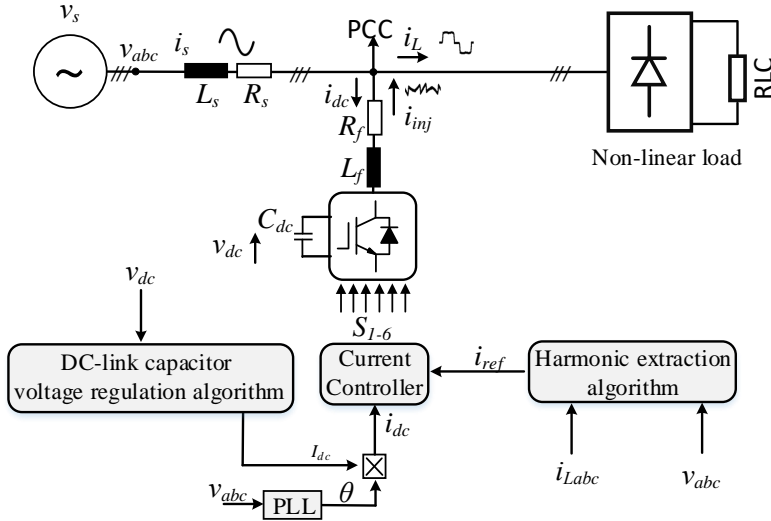 v_s
v_abc
i_s
L_s
R_s
PCC
i_L
i_dc
i_inj
R_f
L_f
C_dc
v_dc
RLC
Non-linear load
S_1-6
v_dc
DC-link capacitor
voltage regulation algorithm
Current
Controller
i_ref
Harmonic extraction
algorithm
i_dc
I_dc
i_Labc
v_abc
v_abc
PLL
θ